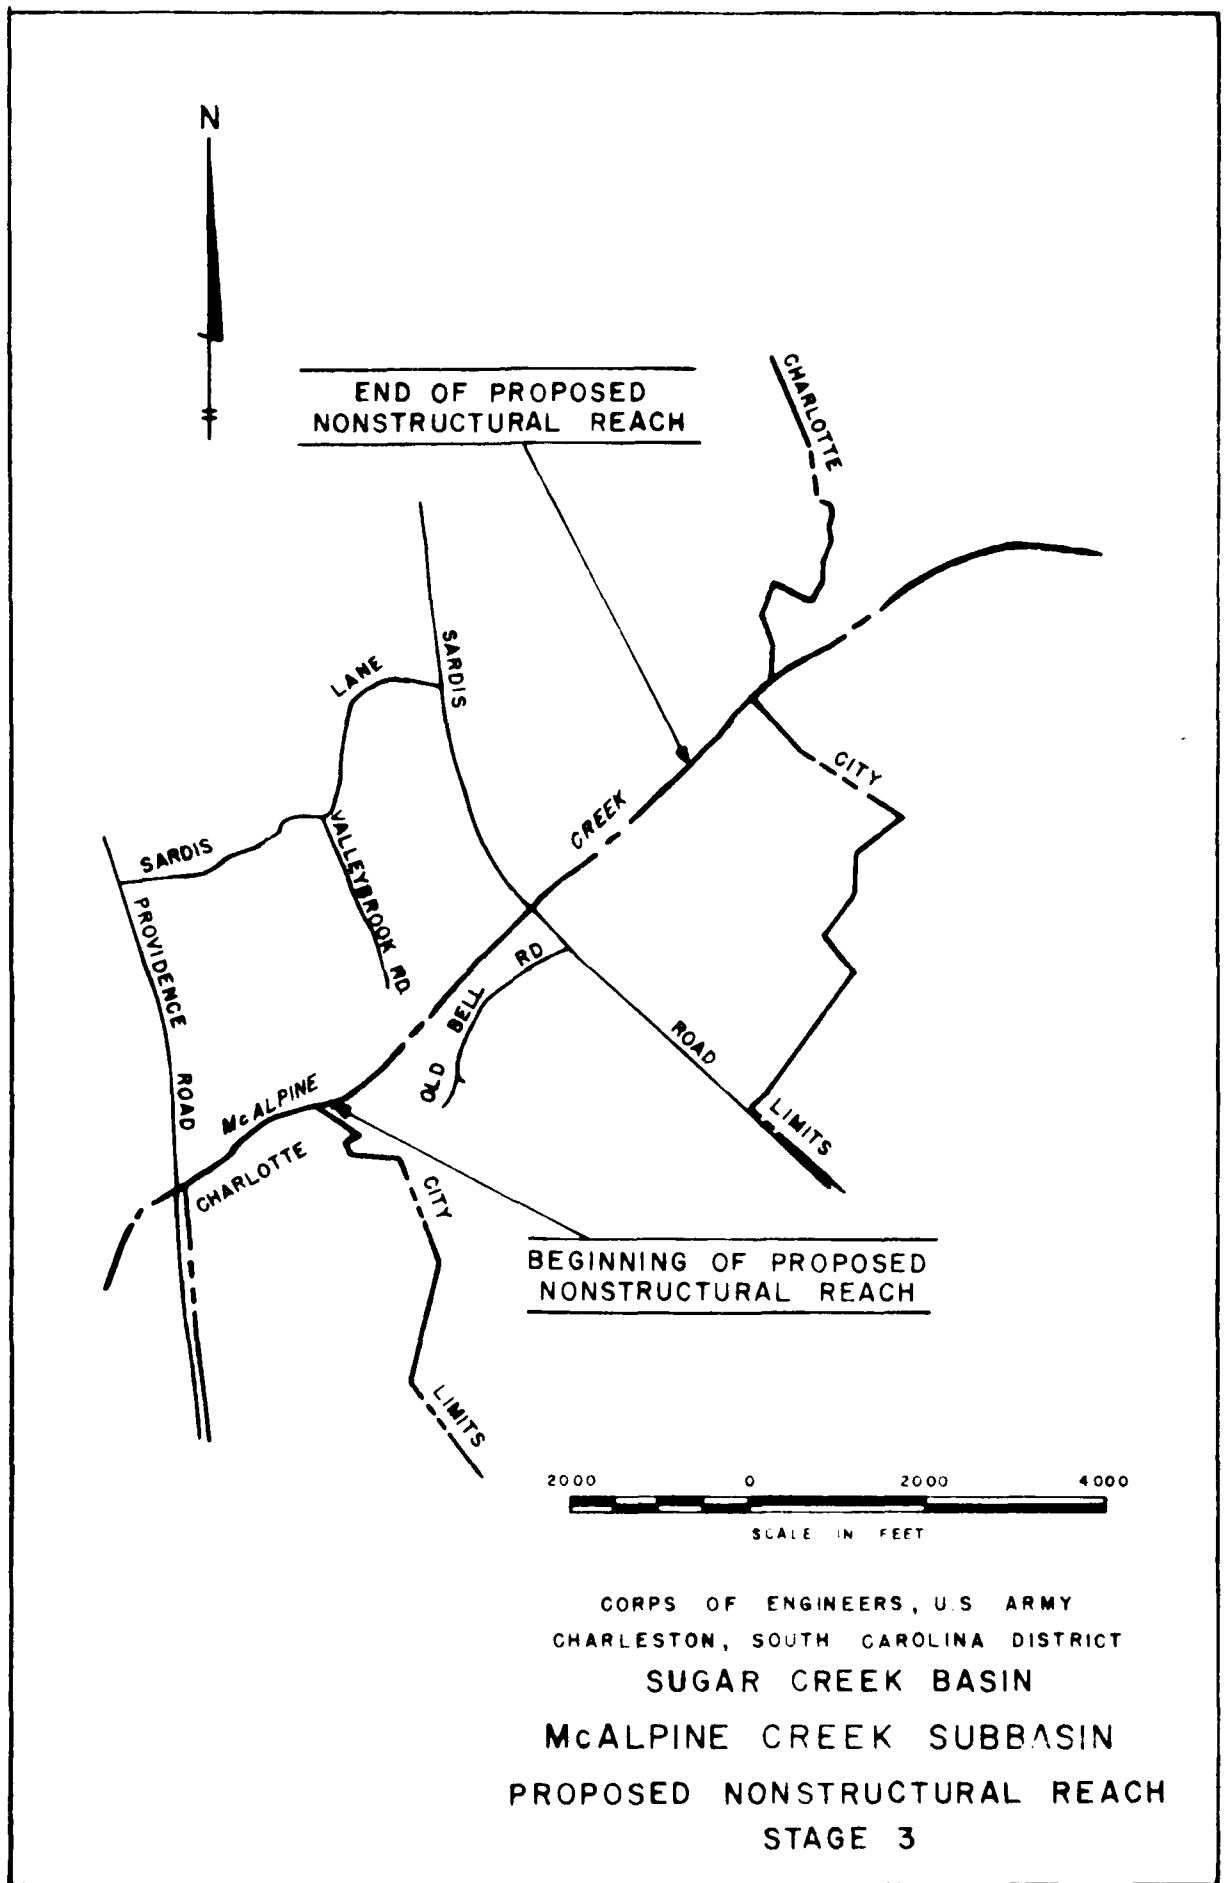 N
END OF PROPOSED
NONSTRUCTURAL REACH
CHARLOTTE
SARDIS
LANE
CITY
CREEK
SARDIS
VALLEYBROOK RD.
PROVIDENCE
ROAD
RD
BELL
OLD
ROAD
McALPINE
LIMITS
CHARLOTTE
CITY
BEGINNING OF PROPOSED
NONSTRUCTURAL REACH
LIMITS
2000 0 2000 4000
SCALE IN FEET
CORPS OF ENGINEERS, U.S ARMY
CHARLESTON, SOUTH CAROLINA DISTRICT
SUGAR CREEK BASIN
McALPINE CREEK SUBBASIN
PROPOSED NONSTRUCTURAL REACH
STAGE 3